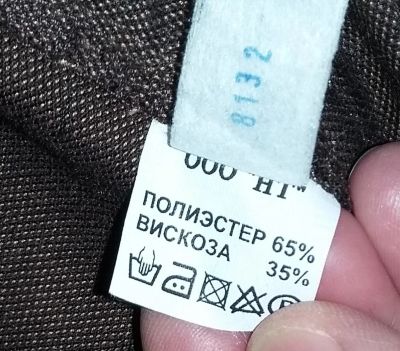 8132
ООО "НТ"
ПОЛИЭСТЕР 65%
ВИСКОЗА 35%
P